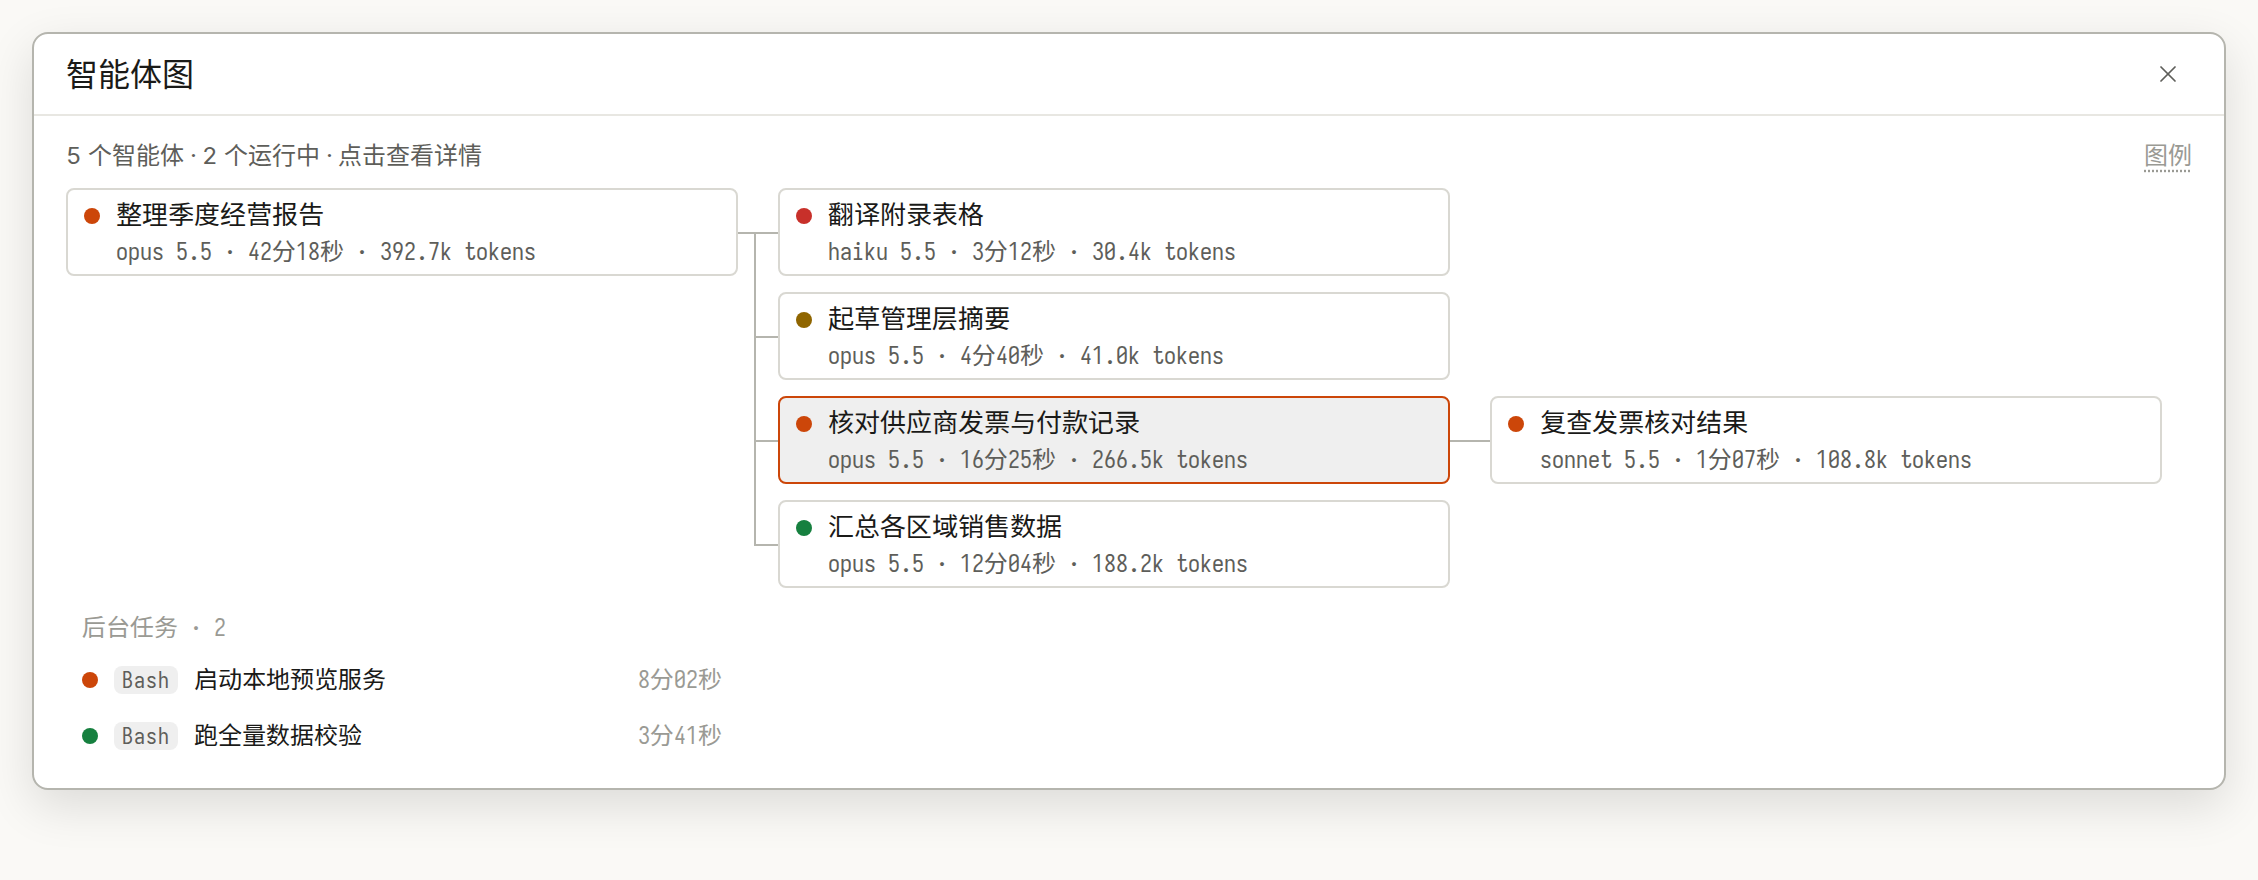 智能体图
5 个智能体 · 2 个运行中 · 点击查看详情
图例
整理季度经营报告
opus 5.5 · 42分18秒 · 392.7k tokens
翻译附录表格
haiku 5.5 · 3分12秒 · 30.4k tokens
起草管理层摘要
opus 5.5 · 4分40秒 · 41.0k tokens
核对供应商发票与付款记录
opus 5.5 · 16分25秒 · 266.5k tokens
复查发票核对结果
sonnet 5.5 · 1分07秒 · 108.8k tokens
汇总各区域销售数据
opus 5.5 · 12分04秒 · 188.2k tokens
后台任务 · 2
Bash 启动本地预览服务 8分02秒
Bash 跑全量数据校验 3分41秒